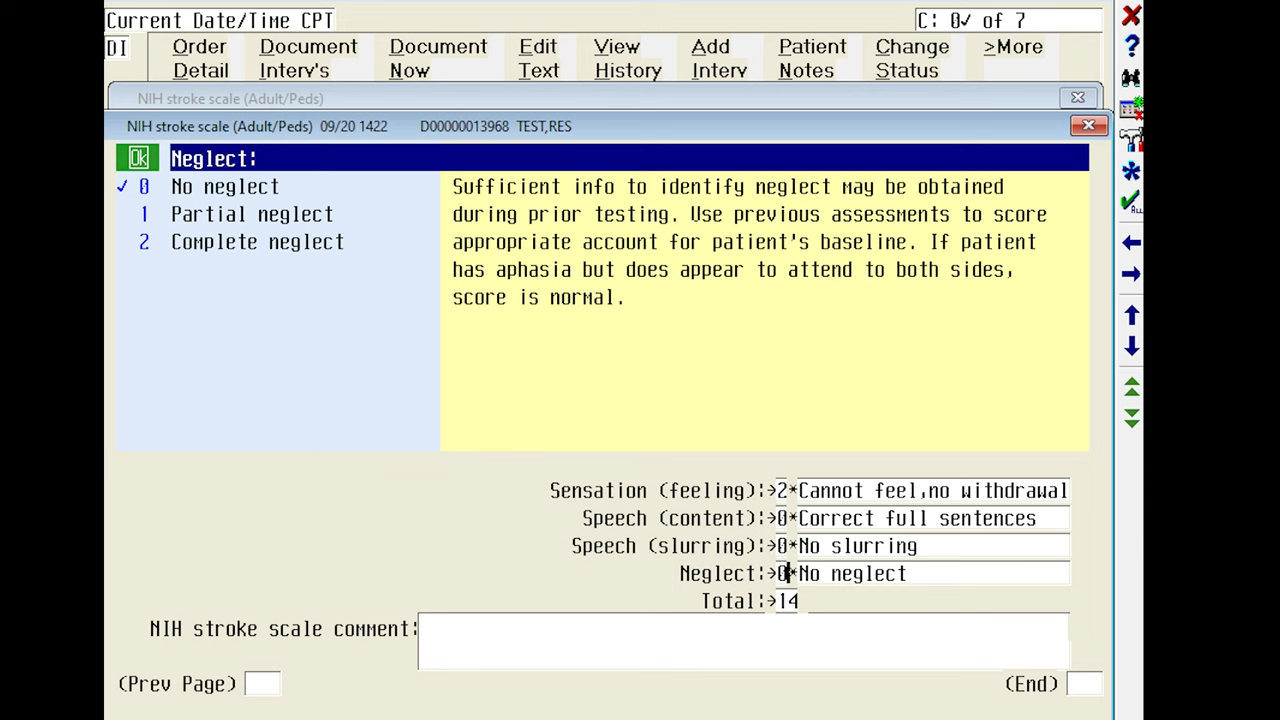 Current Date/Time CPT
C: 0✓ of 7
DI
Order Detail
Document Interv's
Document Now
Edit Text
View History
Add Interv
Patient Notes
Change Status
>More
NIH stroke scale (Adult/Peds)
NIH stroke scale (Adult/Peds) 09/20 1422 D00000013968 TEST,RES
Ok Neglect:
✓ 0 No neglect
1 Partial neglect
2 Complete neglect
Sufficient info to identify neglect may be obtained
during prior testing. Use previous assessments to score
appropriate account for patient's baseline. If patient
has aphasia but does appear to attend to both sides,
score is normal.
Sensation (feeling):→2*Cannot feel,no withdrawal
Speech (content):→0*Correct full sentences
Speech (slurring):→0*No slurring
Neglect:→0*No neglect
Total:→14
NIH stroke scale comment:
(Prev Page)
(End)
ALL